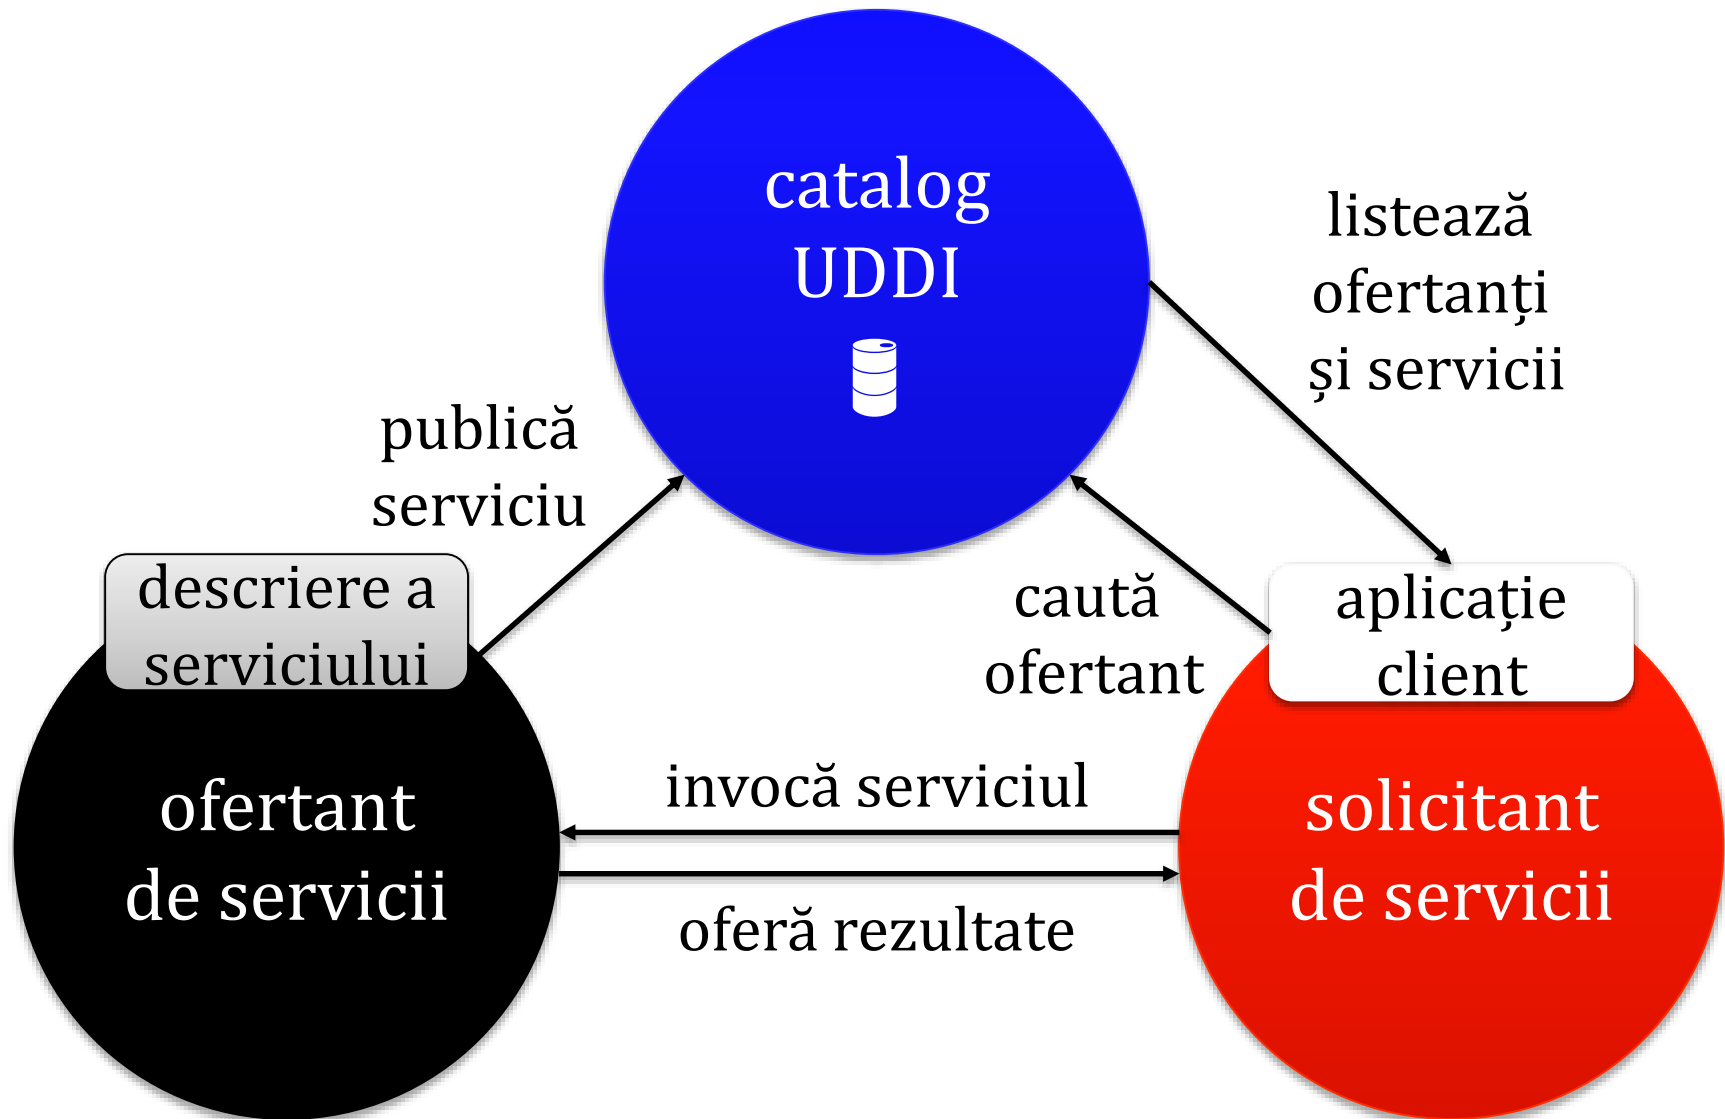 catalog
UDDI
listează
ofertanți
și servicii
publică
serviciu
descriere a
serviciului
caută
ofertant
aplicație
client
ofertant
de servicii
invocă serviciul
oferă rezultate
solicitant
de servicii